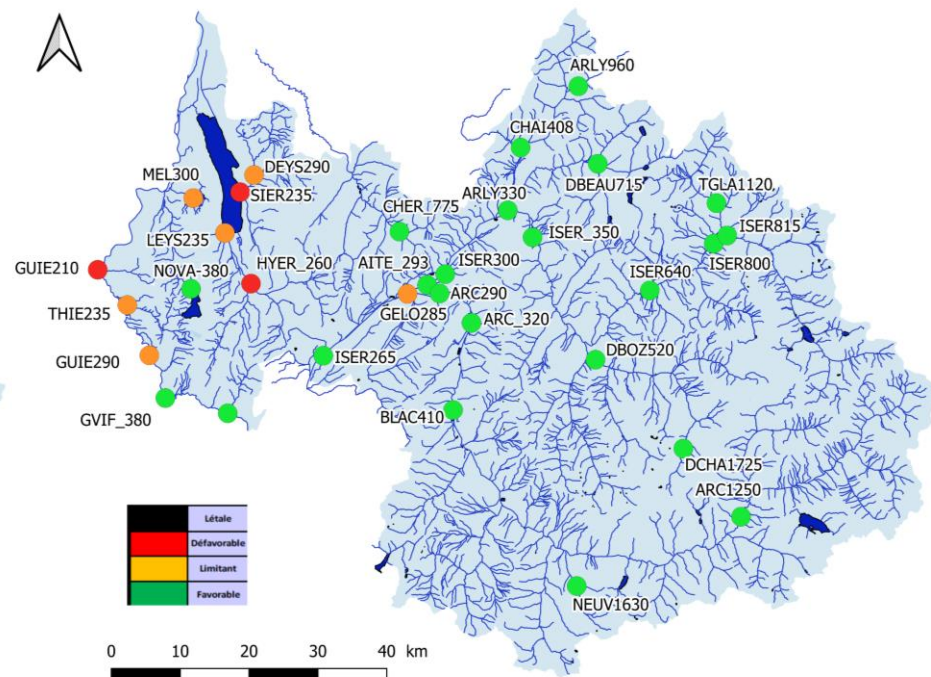 ARLY960
CHAI408
DEYS290
MEL300
DBEAU715
SIER235
TGLA1120,
ARLY330
CHER_775
ISER815
LEYS235
ISER_350
ISER800
GUIE210
NOVA-380
HYER_260
AITE_293
ISER300
ISER640
ARC290
THIE235
GELO285
ARC_320
GUIE290
ISER265
DBOZ520
GVIF_380
BLAC410
DCHA1725
ARC1250
Létale
Défavorable
Limitant
Favorable
NEUV1630
0 10 20 30 40 km